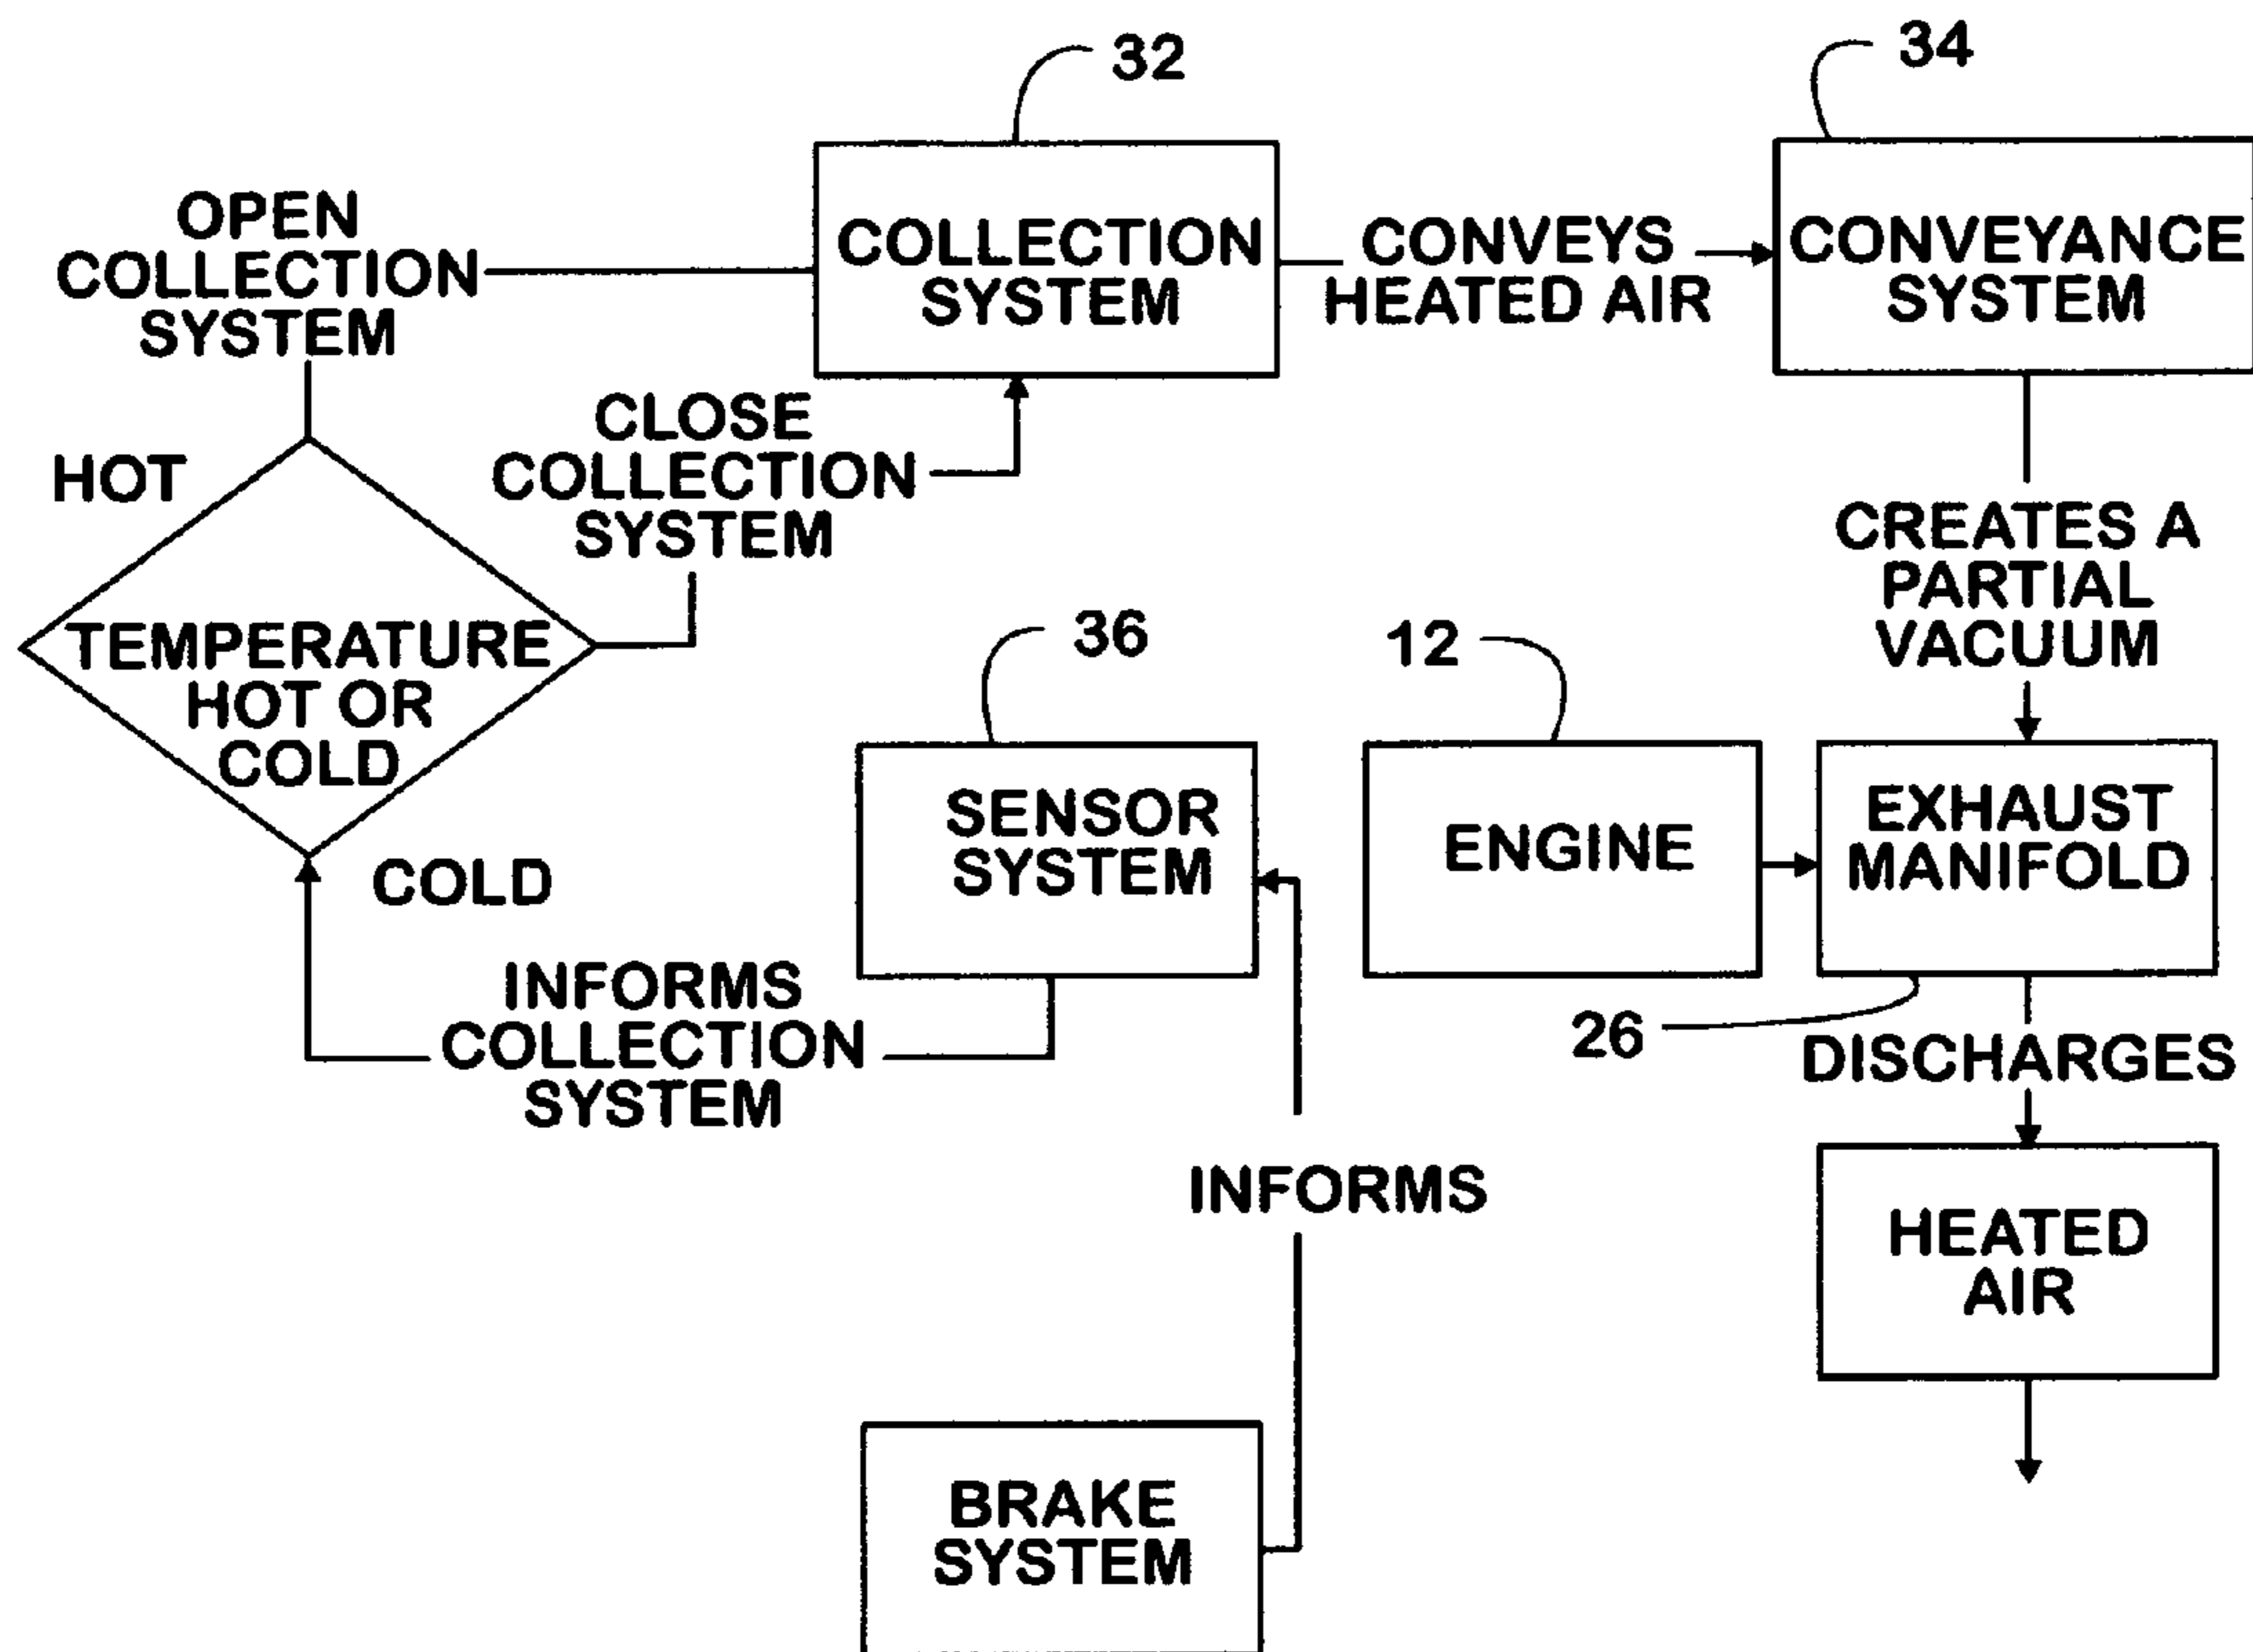 32
34
OPEN
COLLECTION
SYSTEM
COLLECTION
SYSTEM
CONVEYS
HEATED AIR
CONVEYANCE
SYSTEM
HOT
CLOSE
COLLECTION
SYSTEM
CREATES A
PARTIAL
VACUUM
TEMPERATURE
HOT OR
COLD
36
12
SENSOR
SYSTEM
ENGINE
EXHAUST
MANIFOLD
COLD
INFORMS
COLLECTION
SYSTEM
26
DISCHARGES
INFORMS
HEATED
AIR
BRAKE
SYSTEM